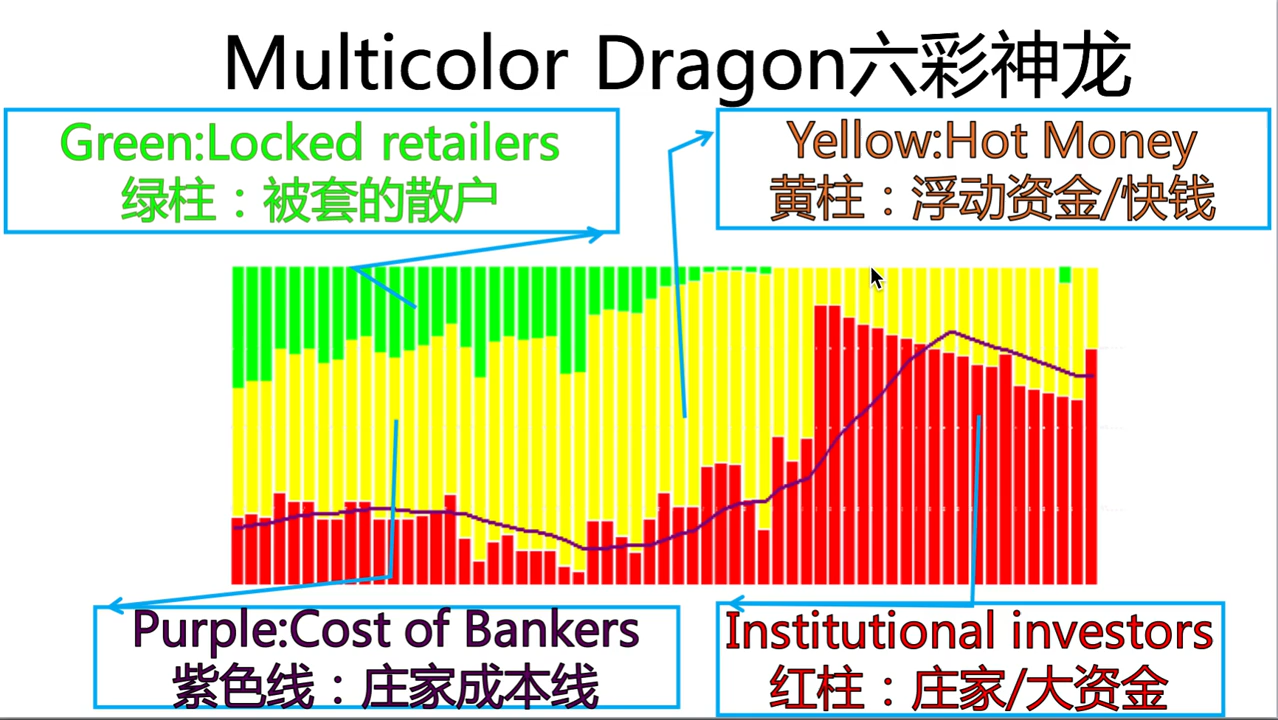 Multicolor Dragon六彩神龙
Green:Locked retailers
绿柱：被套的散户
Yellow:Hot Money
黄柱：浮动资金/快钱
Purple:Cost of Bankers
紫色线：庄家成本线
Institutional investors
红柱：庄家/大资金